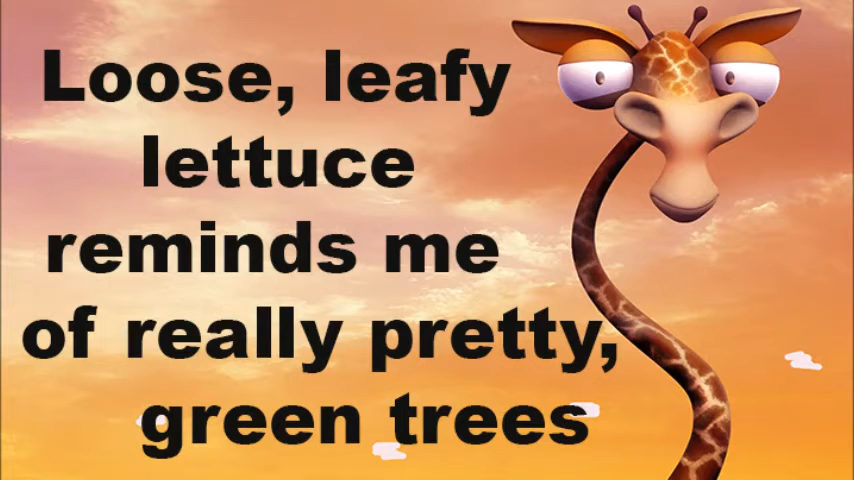 Loose, leafy
lettuce
reminds me
of really pretty,
green trees